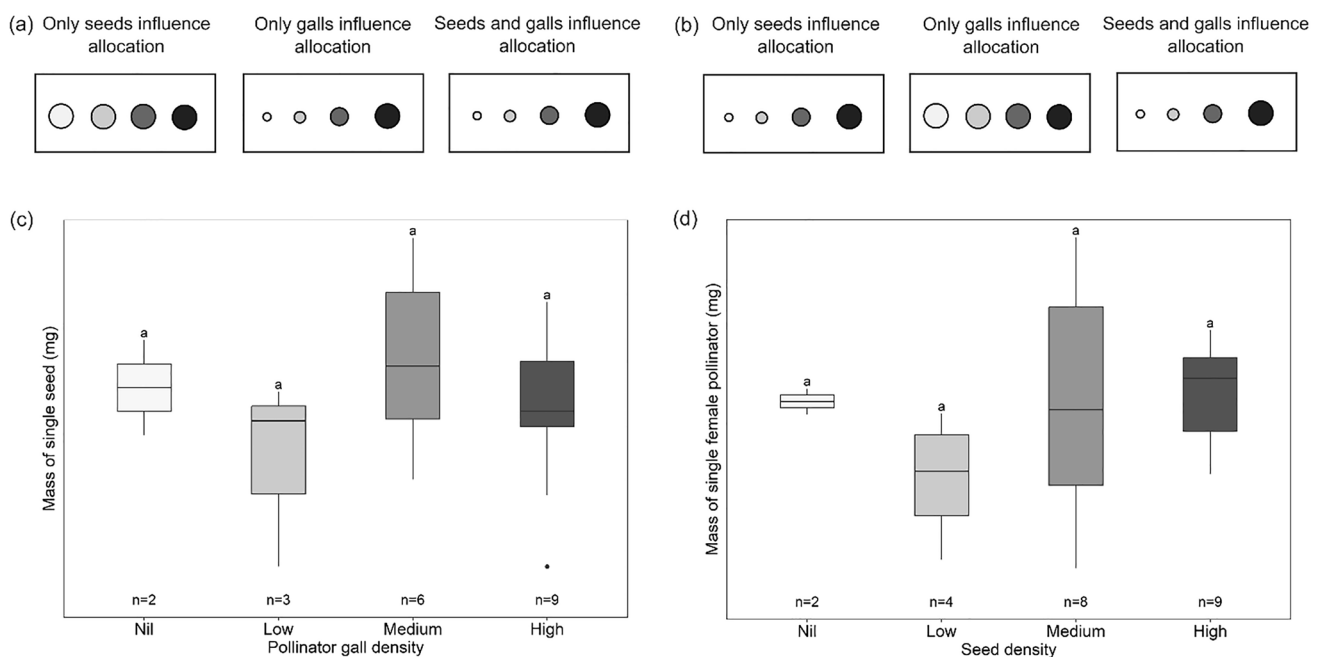 (a)
Only seeds influence
allocation
Only galls influence
allocation
Seeds and galls influence
allocation
(b)
Only seeds influence
allocation
Only galls influence
allocation
Seeds and galls influence
allocation
(c)
Mass of single seed (mg)
a
a
a
a
n=2
n=3
n=6
n=9
Nil
Low
Medium
High
Pollinator gall density
(d)
Mass of single female pollinator (mg)
a
a
a
a
n=2
n=4
n=8
n=9
Nil
Low
Medium
High
Seed density